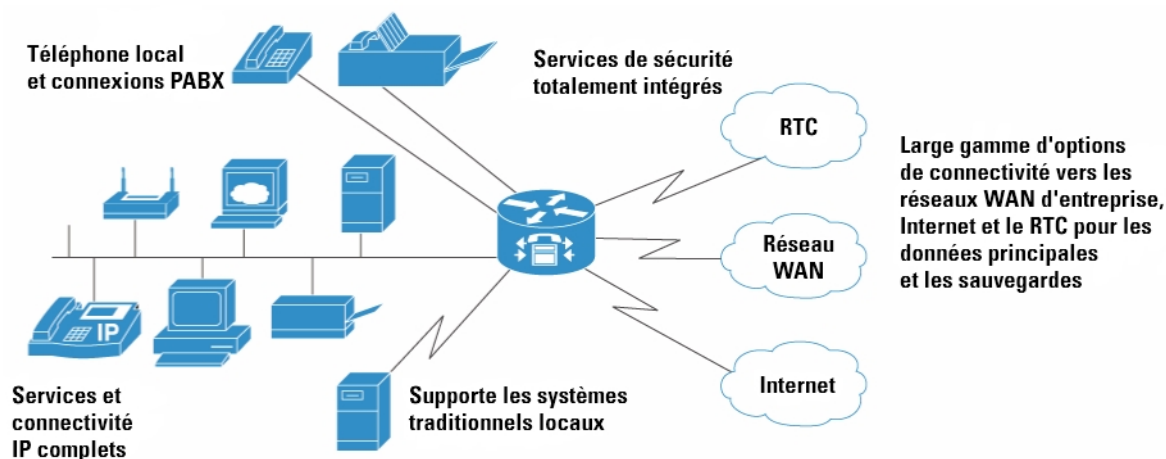 Téléphone local
et connexions PABX
Services de sécurité
totalement intégrés
RTC
Large gamme d'options
de connectivité vers les
réseaux WAN d'entreprise,
Internet et le RTC pour les
données principales
et les sauvegardes
Réseau
WAN
IP
Internet
Services et
connectivité
IP complets
Supporte les systèmes
traditionnels locaux